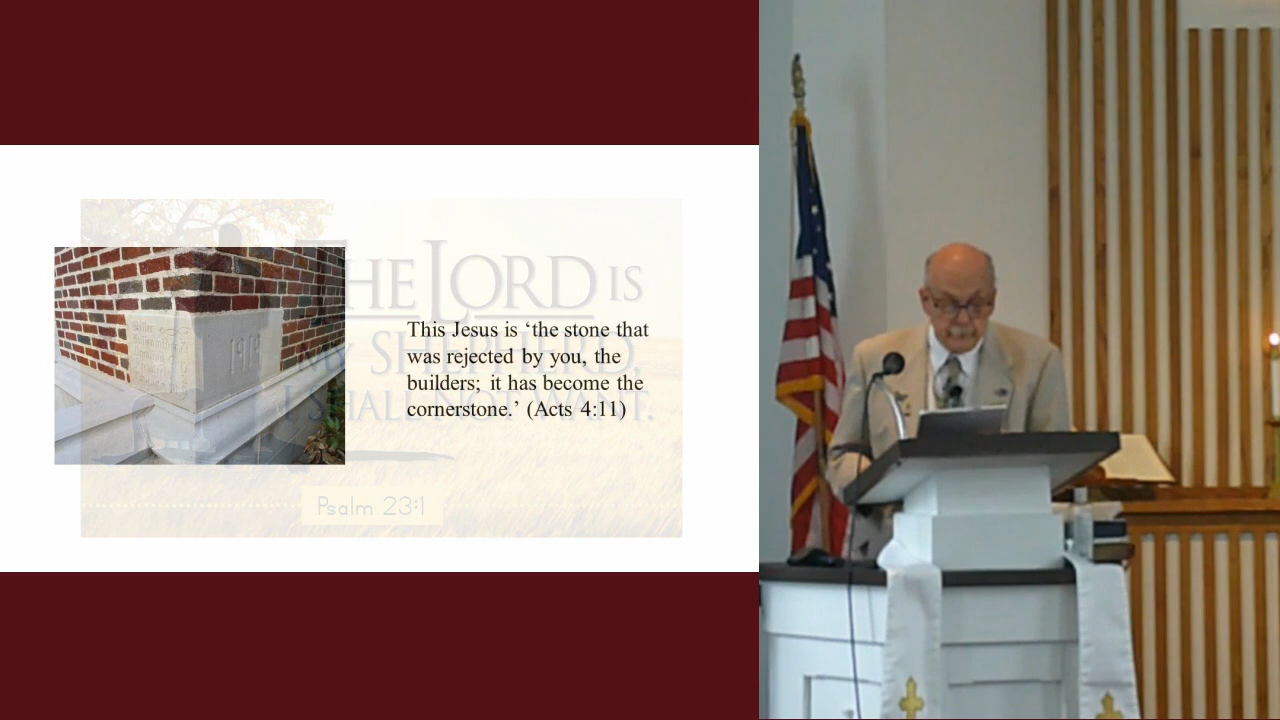 THE LORD IS
MY SHEPHERD,
I SHALL NOT WANT.
Psalm 23:1
1919
This Jesus is ‘the stone that
was rejected by you, the
builders; it has become the
cornerstone.’ (Acts 4:11)